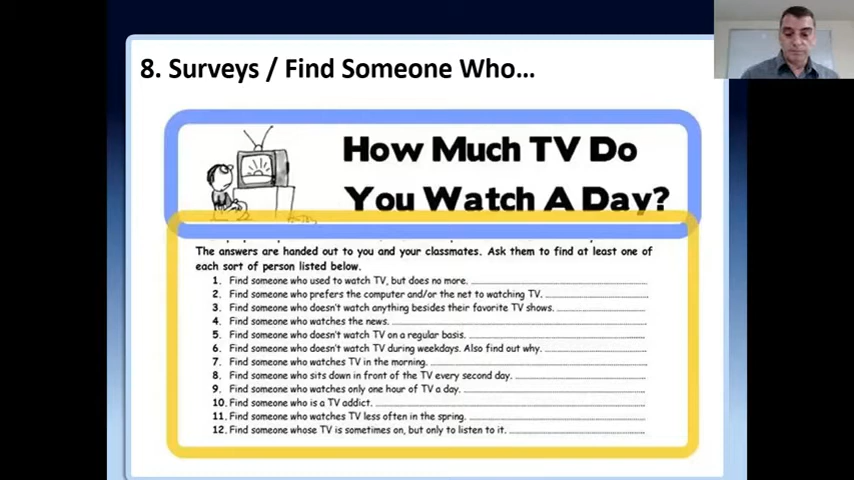 8. Surveys / Find Someone Who...
How Much TV Do
You Watch A Day?
The answers are handed out to you and your classmates. Ask them to find at least one of
each sort of person listed below.
1. Find someone who used to watch TV, but does no more.
2. Find someone who prefers the computer and/or the net to watching TV.
3. Find someone who doesn't watch anything besides their favorite TV shows.
4. Find someone who watches the news.
5. Find someone who doesn't watch TV on a regular basis.
6. Find someone who doesn't watch TV during weekdays. Also find out why.
7. Find someone who watches TV in the morning.
8. Find someone who sits down in front of the TV every second day.
9. Find someone who watches only one hour of TV a day.
10. Find someone who is a TV addict.
11. Find someone who watches TV less often in the spring.
12. Find someone whose TV is sometimes on, but only to listen to it.